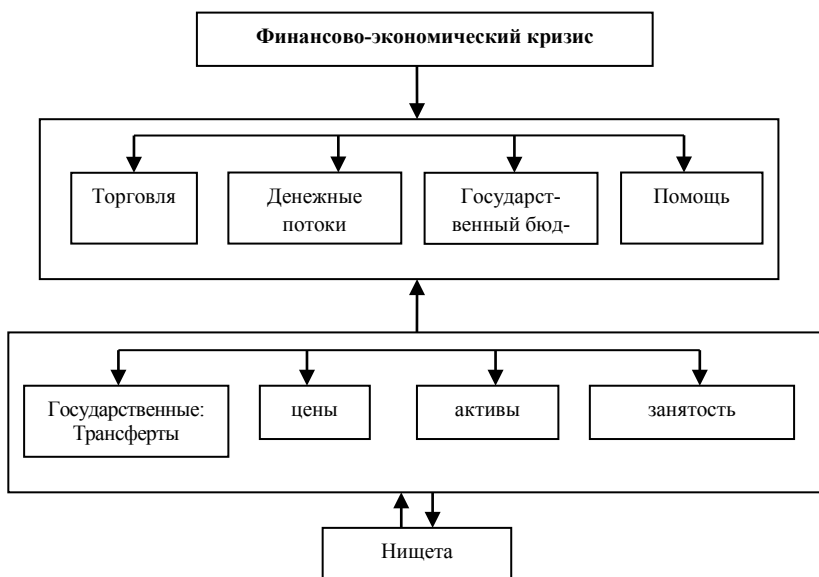 Финансово-экономический кризис
Торговля
Денежные
потоки
Государст-
венный бюд-
Помощь
Государственные:
Трансферты
цены
активы
занятость
Нищета